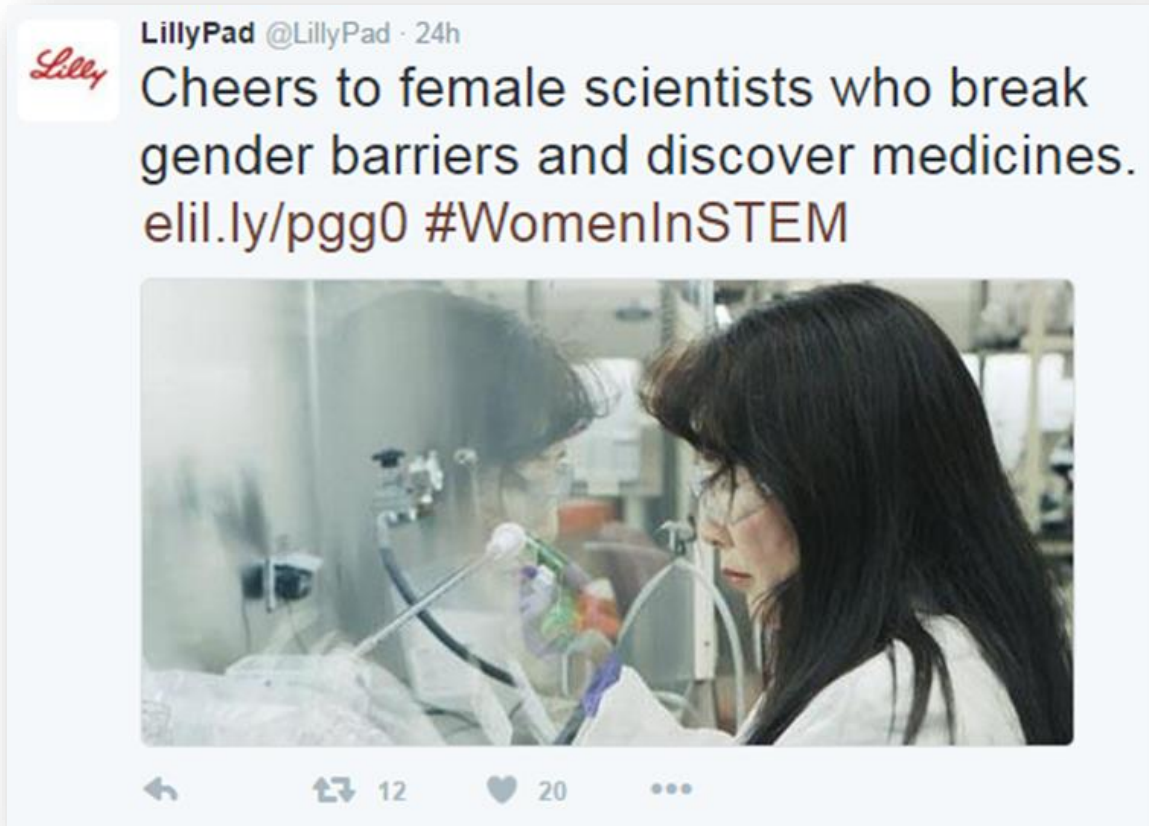 LillyPad @LillyPad · 24h
Lilly
Cheers to female scientists who break
gender barriers and discover medicines.
elil.ly/pgg0 #WomenInSTEM
12 20